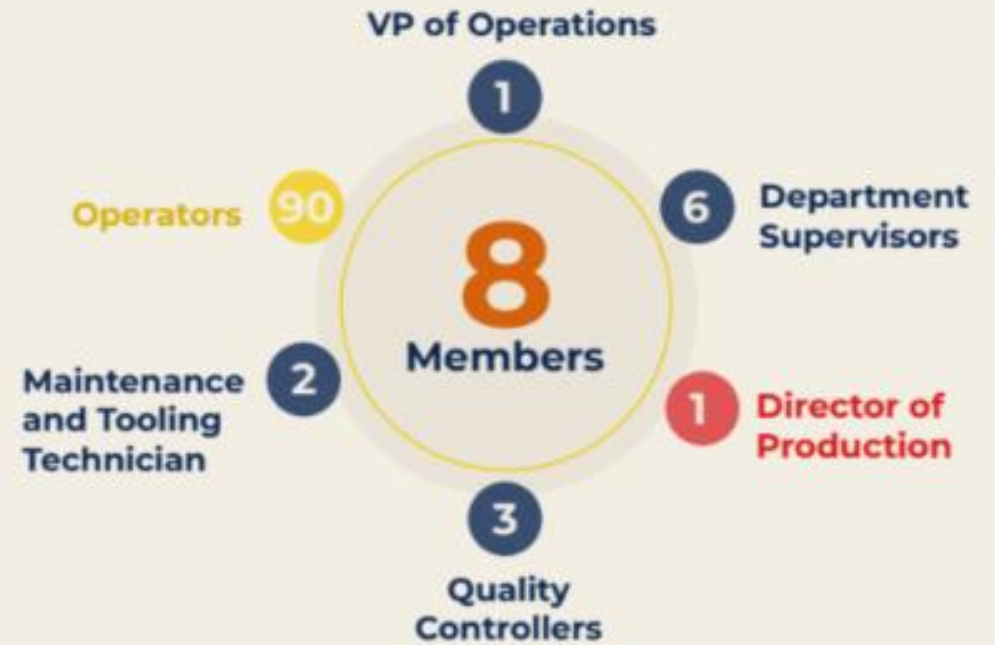 VP of Operations
1
Operators
90
6
Department
Supervisors
8
Members
Maintenance
and Tooling
Technician
2
1
Director of
Production
3
Quality
Controllers